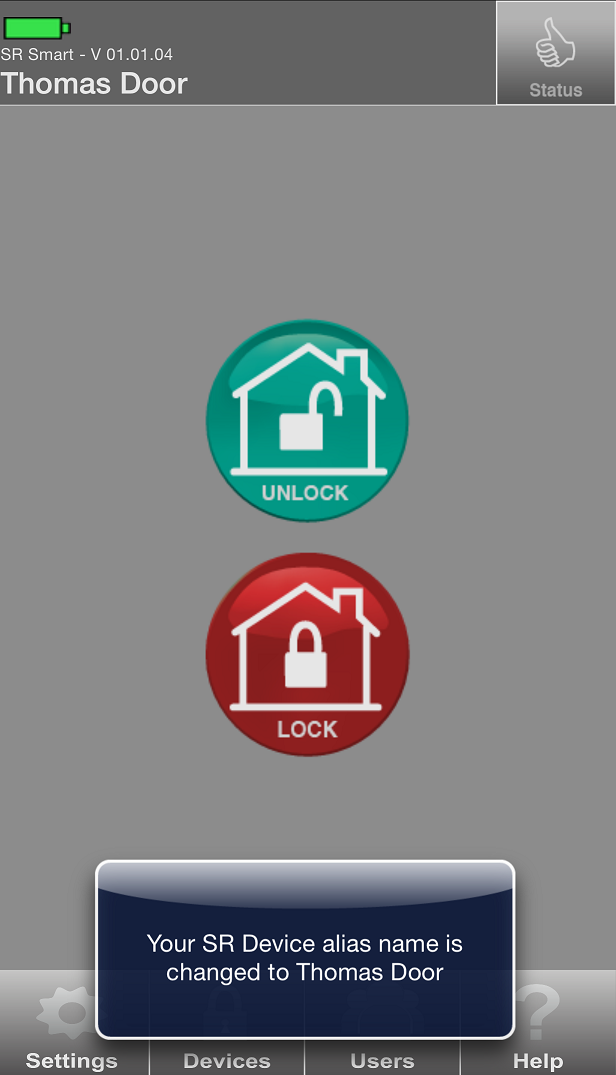 SR Smart - V 01.01.04
Thomas Door
Status
UNLOCK
LOCK
Your SR Device alias name is
changed to Thomas Door
Settings
Devices
Users
Help